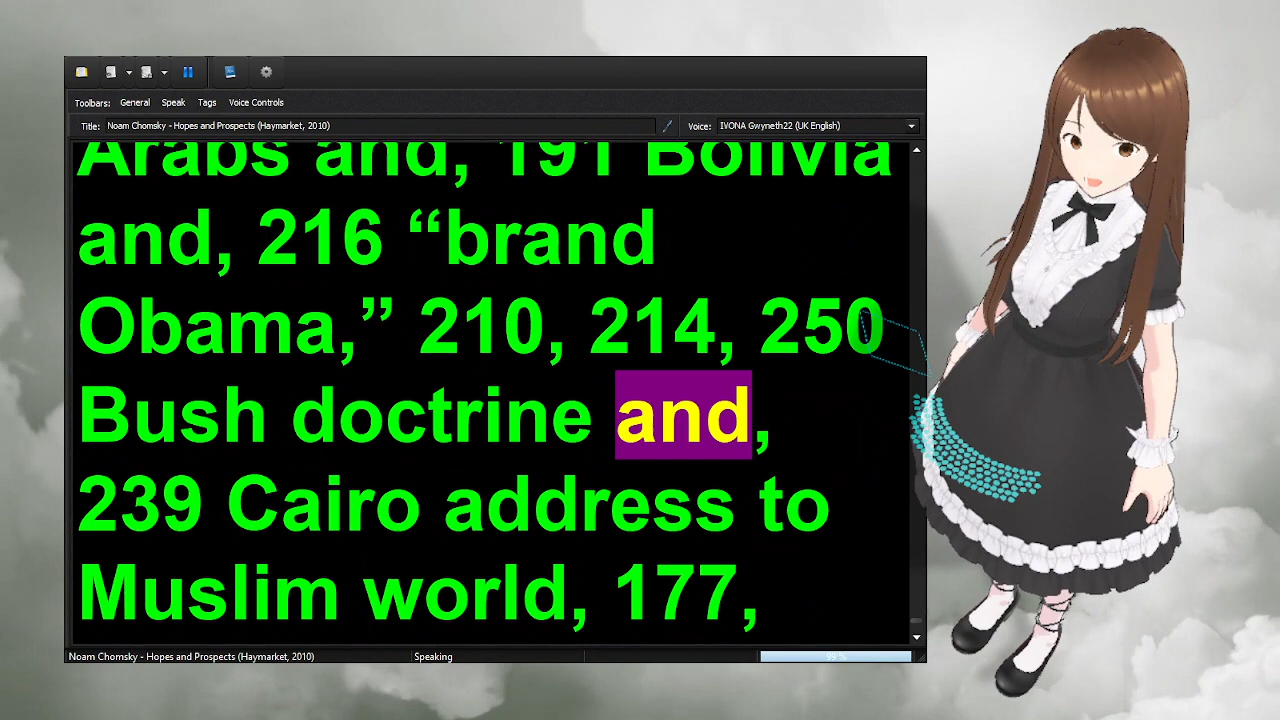 Toolbars: General Speak Tags Voice Controls
Title: Noam Chomsky - Hopes and Prospects (Haymarket, 2010) Voice: IVONA Gwyneth22 (UK English)
Arabs and, 191 Bolivia
and, 216 “brand
Obama,” 210, 214, 250
Bush doctrine and,
239 Cairo address to
Muslim world, 177,
Noam Chomsky - Hopes and Prospects (Haymarket, 2010) Speaking 99 %